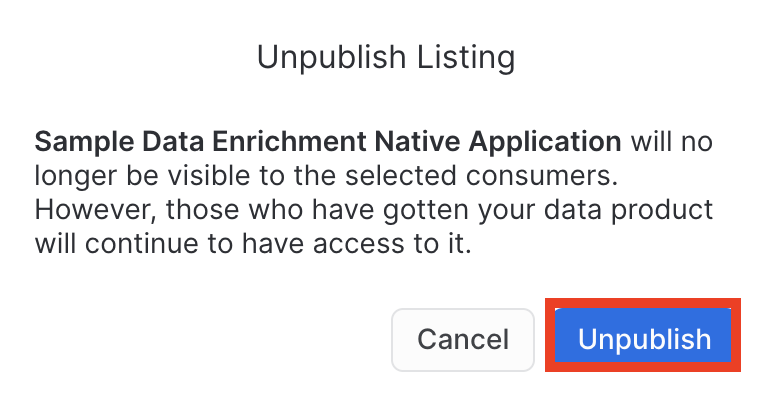 Unpublish Listing
Sample Data Enrichment Native Application will no
longer be visible to the selected consumers.
However, those who have gotten your data product
will continue to have access to it.
Cancel
Unpublish